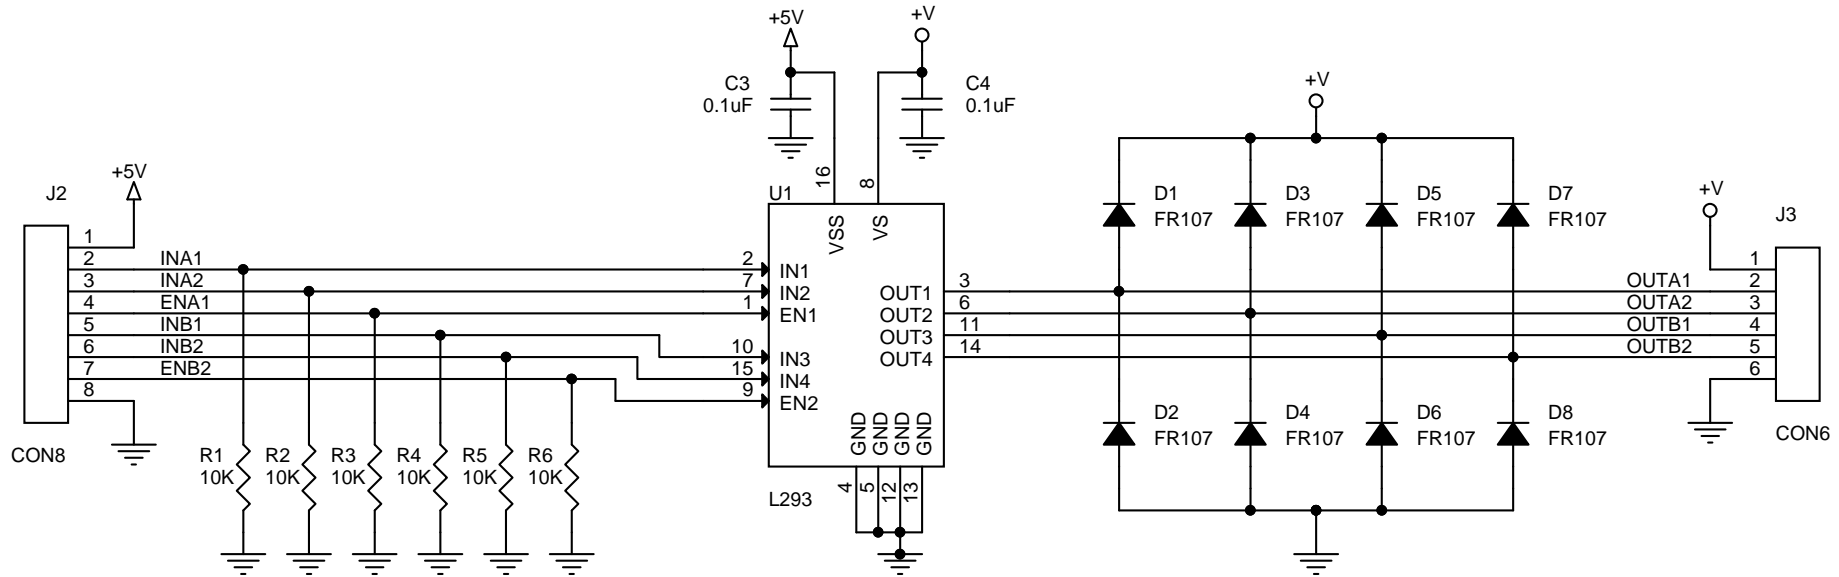 +5V
+V
C3
0.1uF
C4
0.1uF
+V
+5V
J2
1
2
3
4
5
6
7
8
CON8
INA1
INA2
ENA1
INB1
INB2
ENB2
R1
10K
R2
10K
R3
10K
R4
10K
R5
10K
R6
10K
U1
16
8
VSS
VS
2
7
1
10
15
9
IN1
IN2
EN1
IN3
IN4
EN2
OUT1
OUT2
OUT3
OUT4
3
6
11
14
GND
GND
GND
GND
4
5
12
13
L293
D1
FR107
D3
FR107
D5
FR107
D7
FR107
D2
FR107
D4
FR107
D6
FR107
D8
FR107
+V
J3
OUTA1
OUTA2
OUTB1
OUTB2
1
2
3
4
5
6
CON6